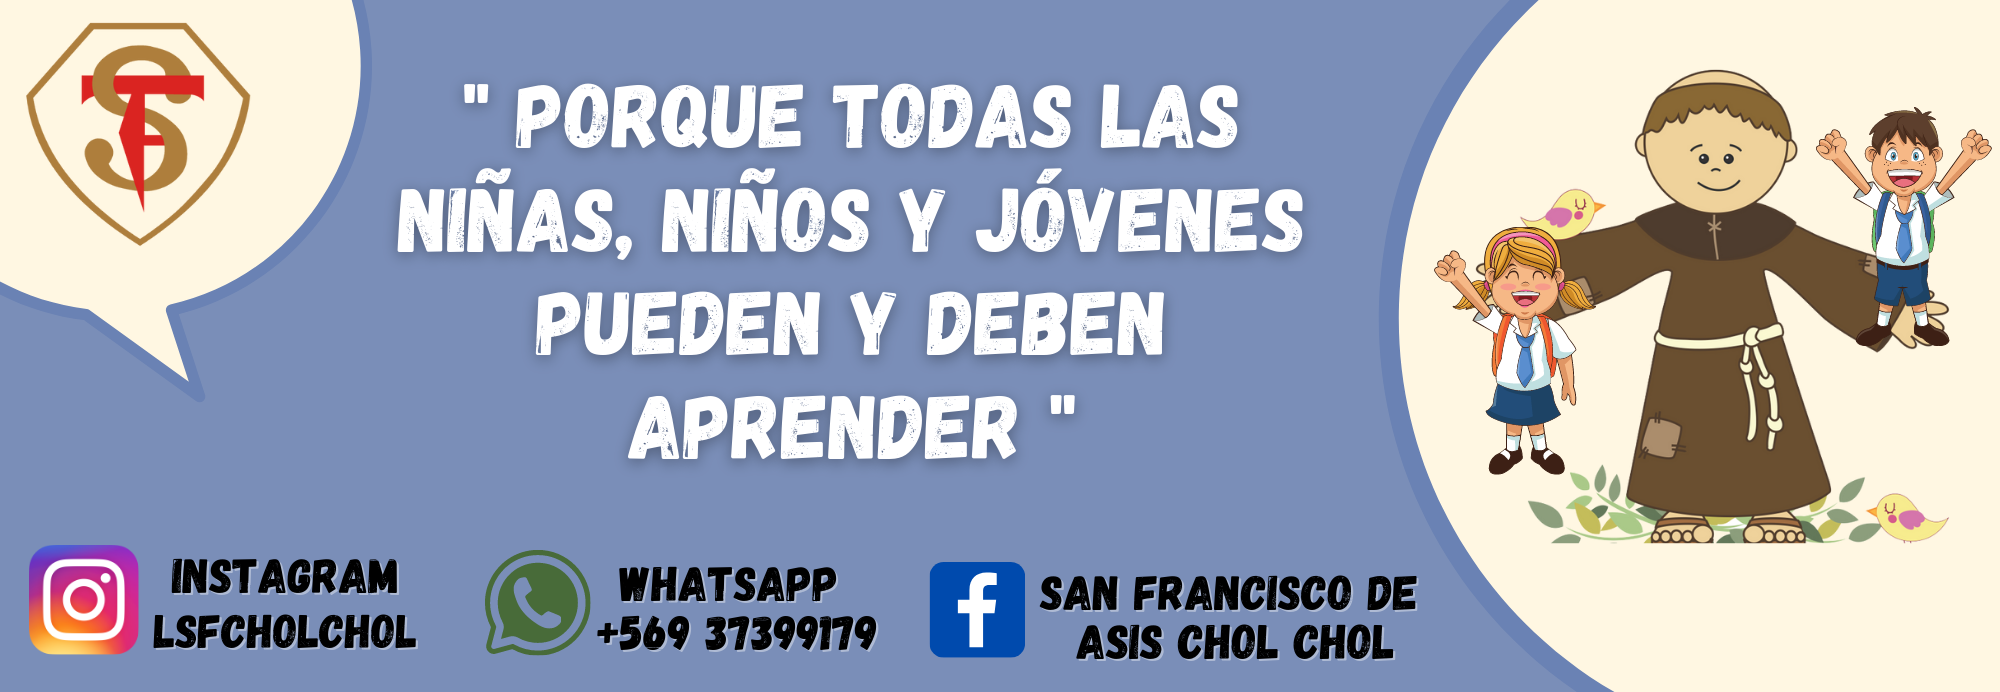 " PORQUE TODAS LAS
NIÑAS, NIÑOS Y JÓVENES
PUEDEN Y DEBEN
APRENDER "
INSTAGRAM
LSFCHOLCHOL
WHATSAPP
+569 37399179
SAN FRANCISCO DE
ASIS CHOL CHOL
SF